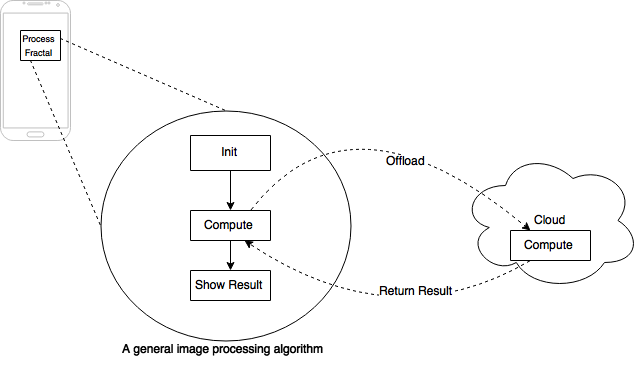 Process
Fractal
Init
Offload
Compute
Cloud
Compute
Show Result
Return Result
A general image processing algorithm